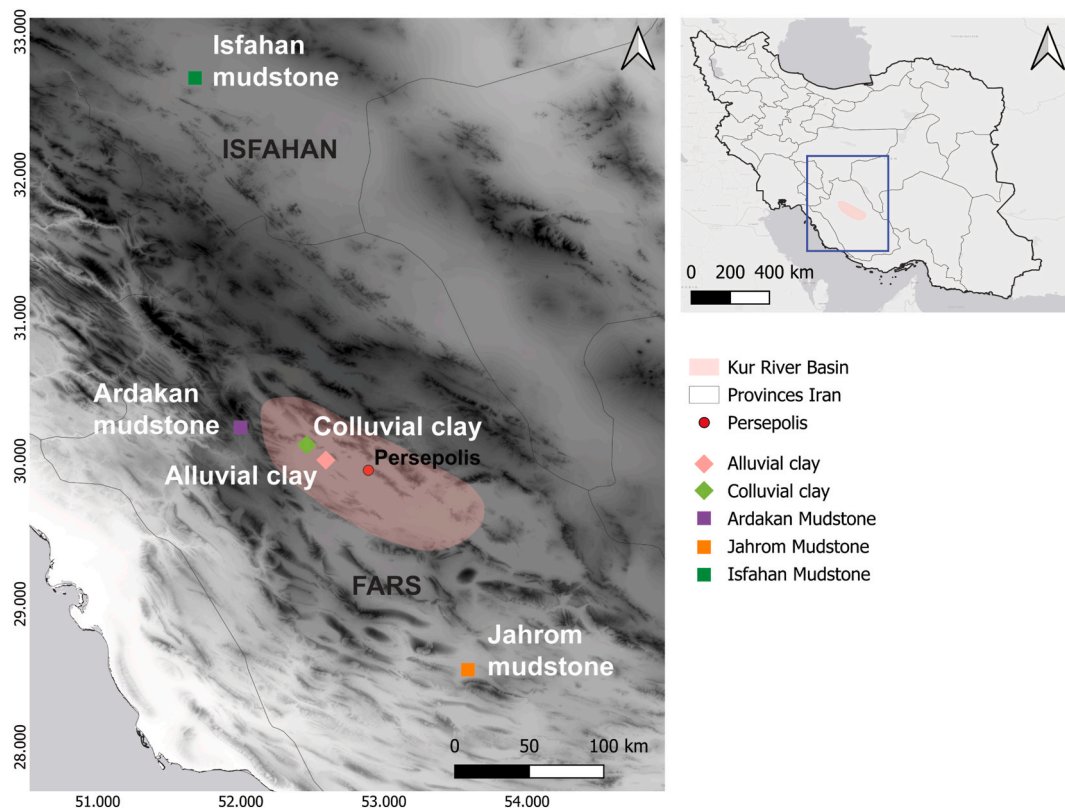 33.000
32.000
31.000
30.000
29.000
28.000
Isfahan
mudstone
ISFAHAN
Ardakan
mudstone
Colluvial clay
Persepolis
Alluvial clay
FARS
Jahrom
mudstone
0 50 100 km
51.000 52.000 53.000 54.000
0 200 400 km
Kur River Basin
Provinces Iran
Persepolis
Alluvial clay
Colluvial clay
Ardakan Mudstone
Jahrom Mudstone
Isfahan Mudstone